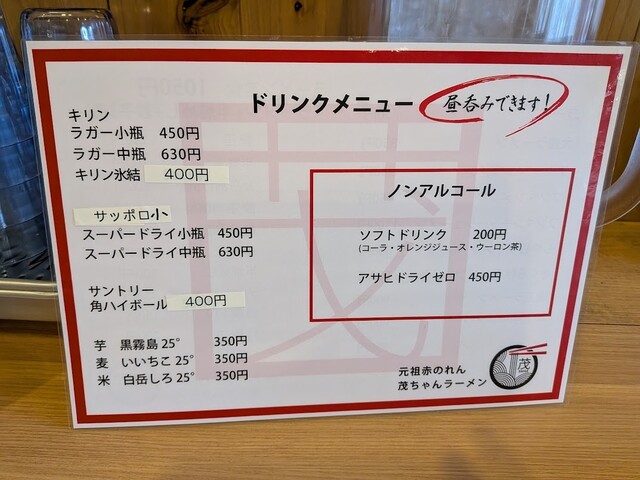 ドリンクメニュー
昼呑みできます!
キリン
ラガー小瓶 450円
ラガー中瓶 630円
キリン氷結 400円
サッポロ小
スーパードライ小瓶 450円
スーパードライ中瓶 630円
サントリー
角ハイボール 400円
芋 黒霧島25° 350円
麦 いいちこ25° 350円
米 白岳しろ25° 350円
ノンアルコール
ソフトドリンク 200円
(コーラ・オレンジジュース・ウーロン茶)
アサヒドライゼロ 450円
元祖赤のれん
茂ちゃんラーメン
茂